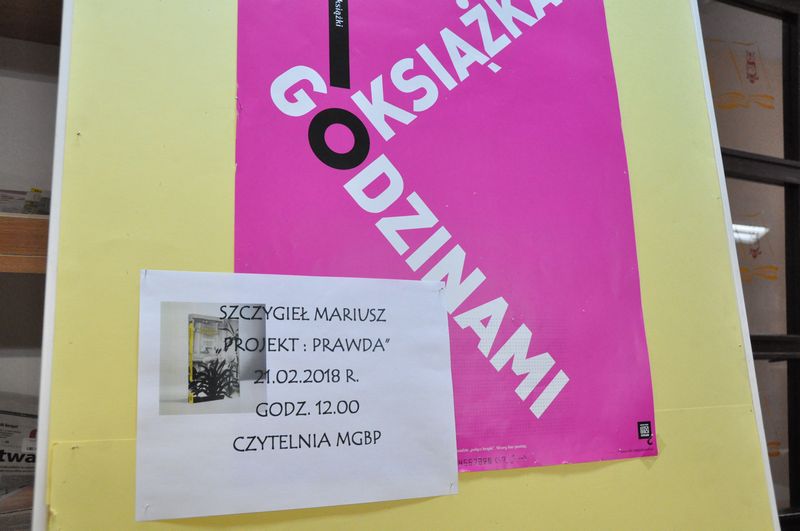 książki
KSIĄŻKA
GODZINAMI
SZCZYGIEŁ MARIUSZ
PROJEKT : PRAWDA"
21.02.2018 R.
GODZ. 12.00
CZYTELNIA MGBP